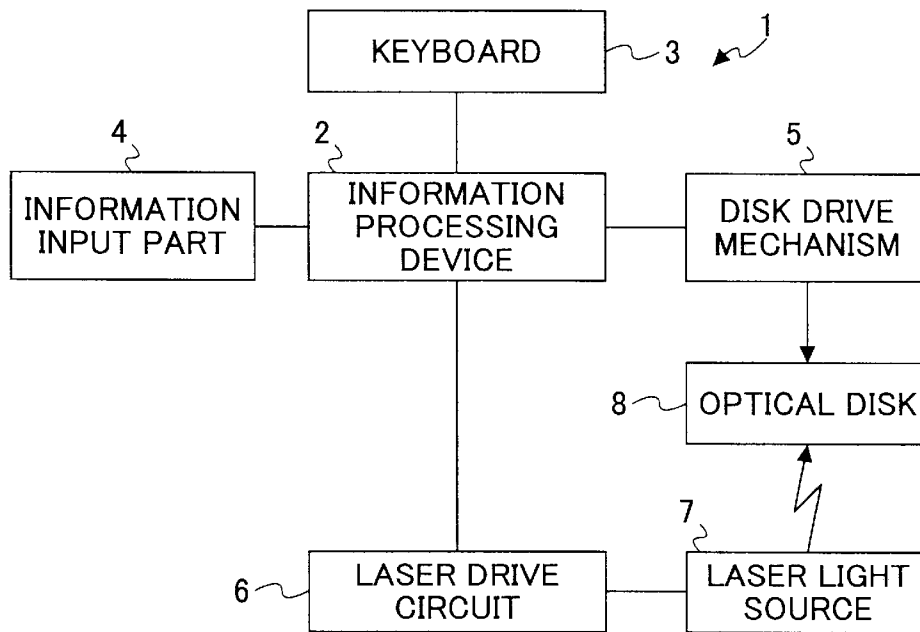 KEYBOARD
3
1
4
INFORMATION
INPUT PART
2
INFORMATION
PROCESSING
DEVICE
5
DISK DRIVE
MECHANISM
8
OPTICAL DISK
6
LASER DRIVE
CIRCUIT
7
LASER LIGHT
SOURCE